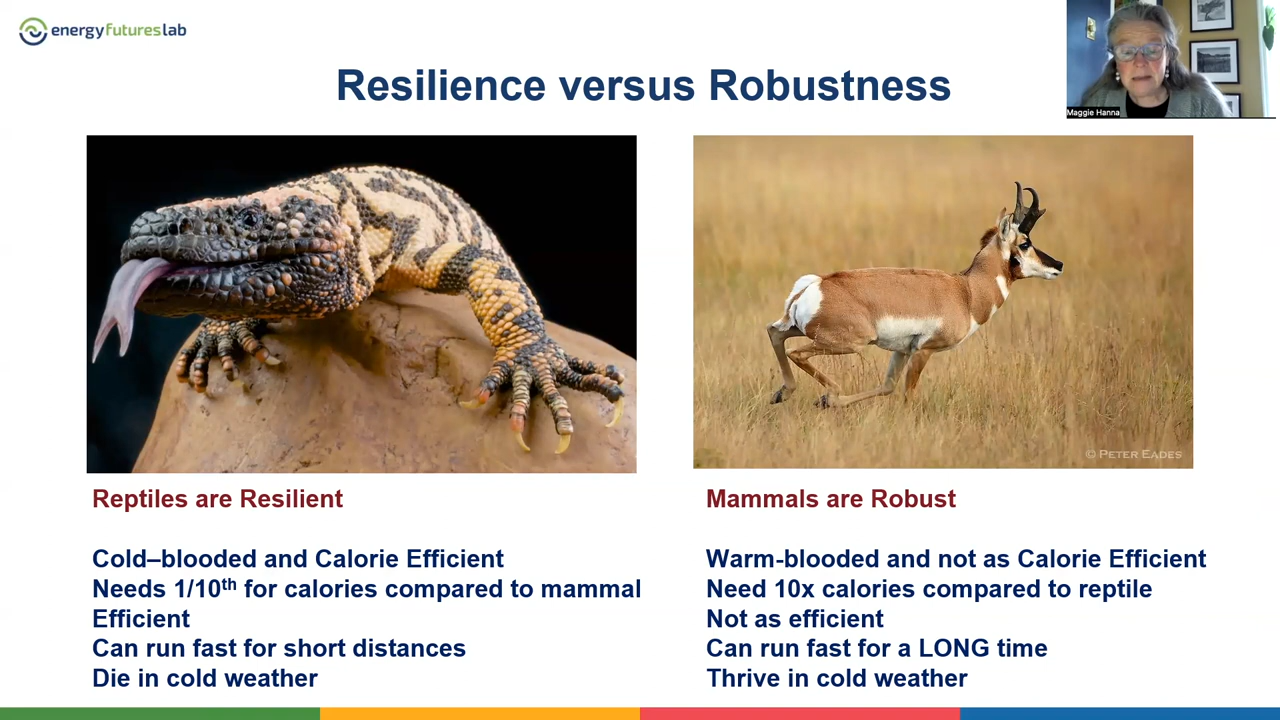 energyfutureslab
Resilience versus Robustness
Maggie Hanna
© PETER EADES
Reptiles are Resilient
Cold–blooded and Calorie Efficient
Needs 1/10th for calories compared to mammal
Efficient
Can run fast for short distances
Die in cold weather
Mammals are Robust
Warm-blooded and not as Calorie Efficient
Need 10x calories compared to reptile
Not as efficient
Can run fast for a LONG time
Thrive in cold weather